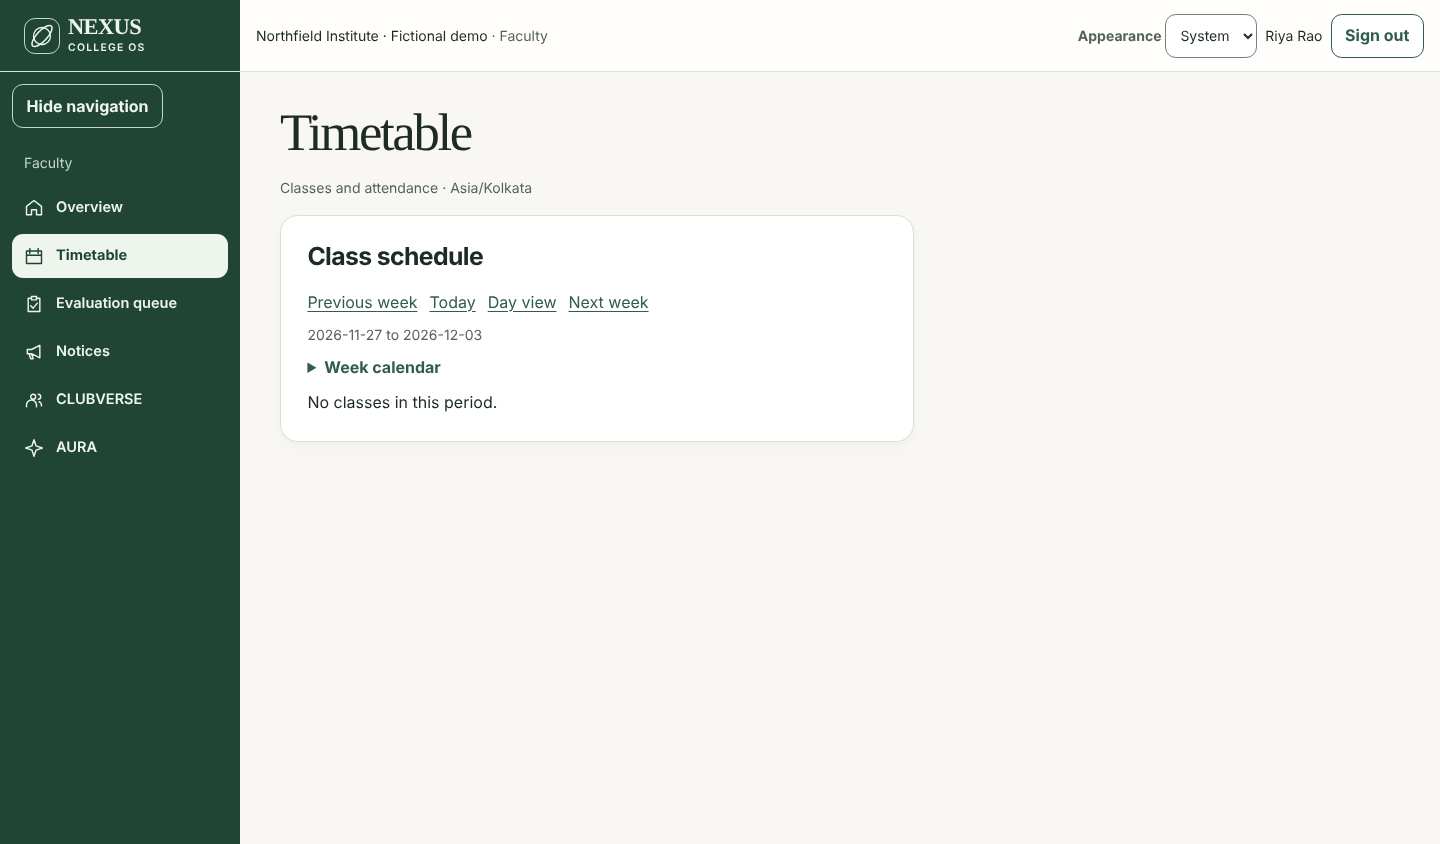 NEXUS
COLLEGE OS
Northfield Institute · Fictional demo · Faculty
Appearance System Riya Rao Sign out
Hide navigation
Faculty
Overview
Timetable
Evaluation queue
Notices
CLUBVERSE
AURA
Timetable
Classes and attendance · Asia/Kolkata
Class schedule
Previous week Today Day view Next week
2026-11-27 to 2026-12-03
Week calendar
No classes in this period.